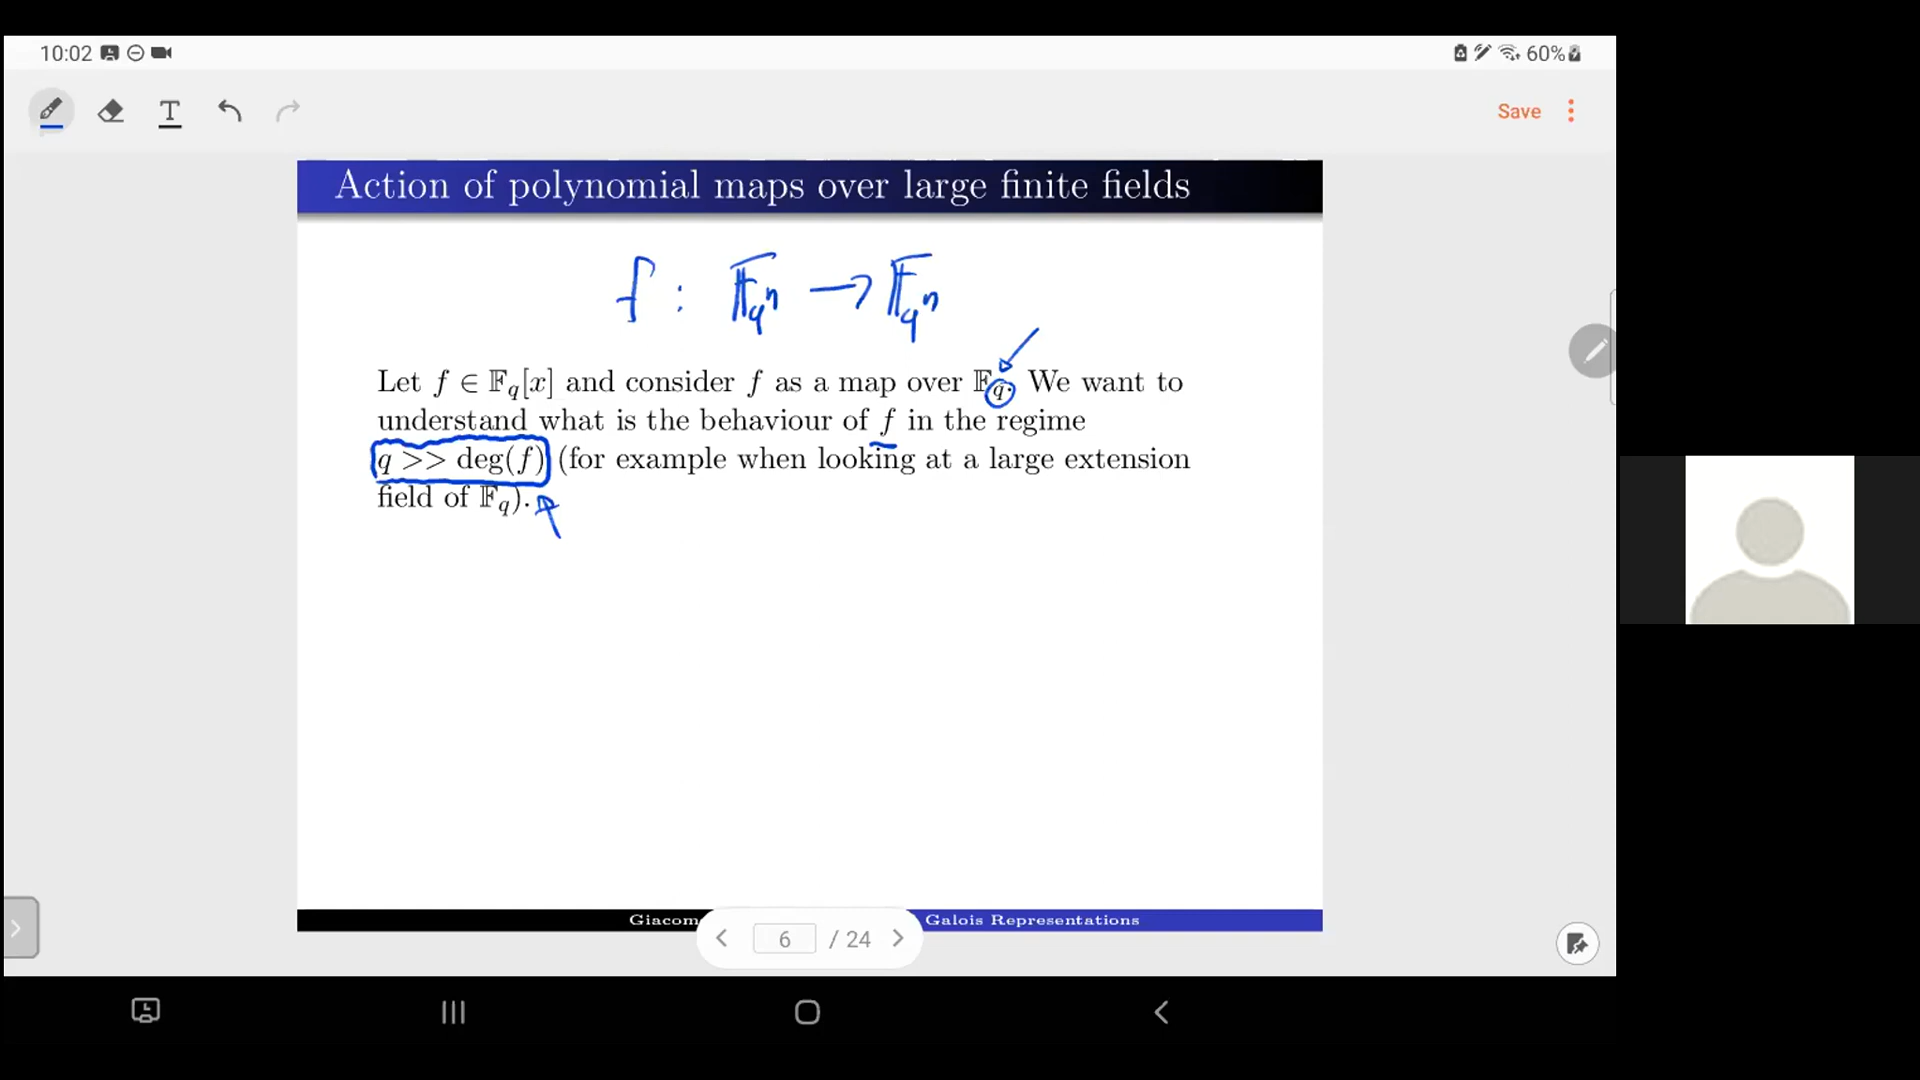 10:02
60%
T
Save
Action of polynomial maps over large finite fields
f : 𝔽_{q^n} → 𝔽_{q^n}
Let f ∈ 𝔽_q[x] and consider f as a map over 𝔽_q. We want to
understand what is the behaviour of f in the regime
q >> deg(f) (for example when looking at a large extension
field of 𝔽_q).
Giacom
Galois Representations
6 / 24